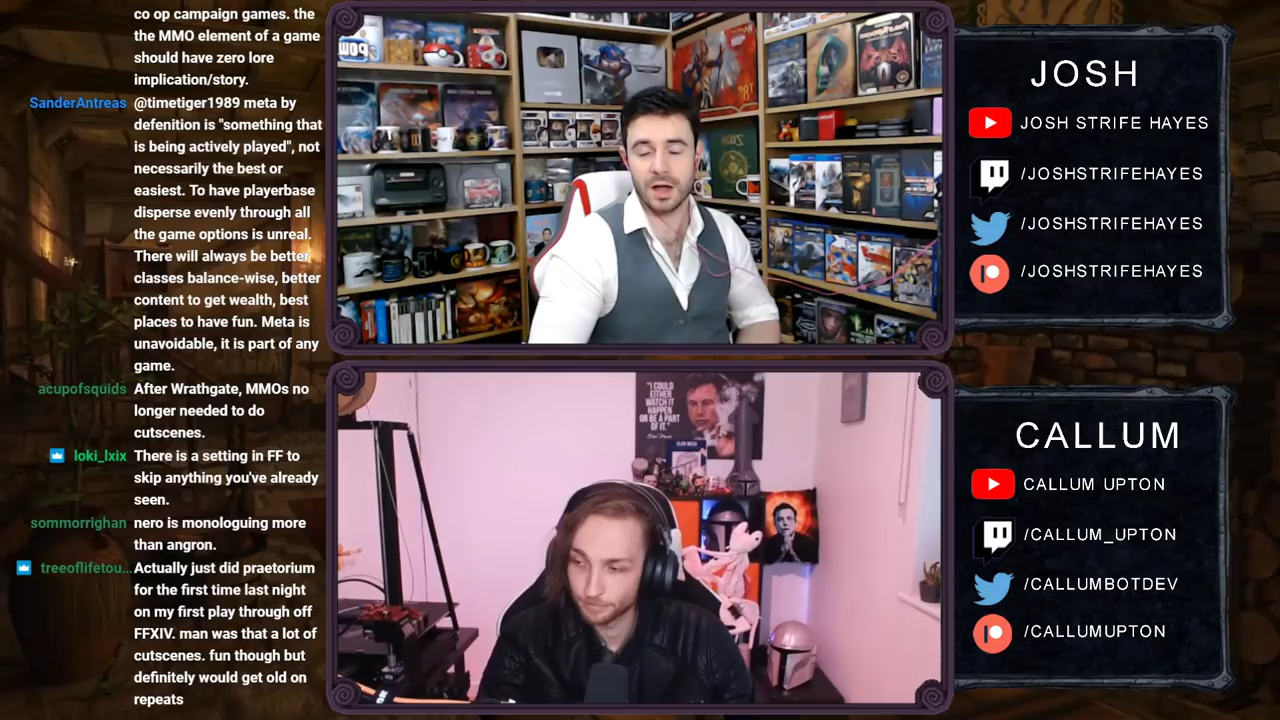 co op campaign games. the
the MMO element of a game
should have zero lore
implication/story.
SanderAntreas @timetiger1989 meta by
defenition is "something that
is being actively played", not
necessarily the best or
easiest. To have playerbase
disperse evenly through all
the game options is unreal.
There will always be better
classes balance-wise, better
content to get wealth, best
places to have fun. Meta is
unavoidable, it is part of any
game.
acupofsquids After Wrathgate, MMOs no
longer needed to do
cutscenes.
loki_lxix There is a setting in FF to
skip anything you've already
seen.
sommorrighan nero is monologuing more
than angron.
treeoflifetou... Actually just did praetorium
for the first time last night
on my first play through off
FFXIV. man was that a lot of
cutscenes. fun though but
definitely would get old on
repeats
"I COULD
EITHER
WATCH IT
HAPPEN
OR BE A PART
OF IT."
Elon Musk
JOSH
JOSH STRIFE HAYES
/JOSHSTRIFEHAYES
/JOSHSTRIFEHAYES
/JOSHSTRIFEHAYES
CALLUM
CALLUM UPTON
/CALLUM_UPTON
/CALLUMBOTDEV
/CALLUMUPTON